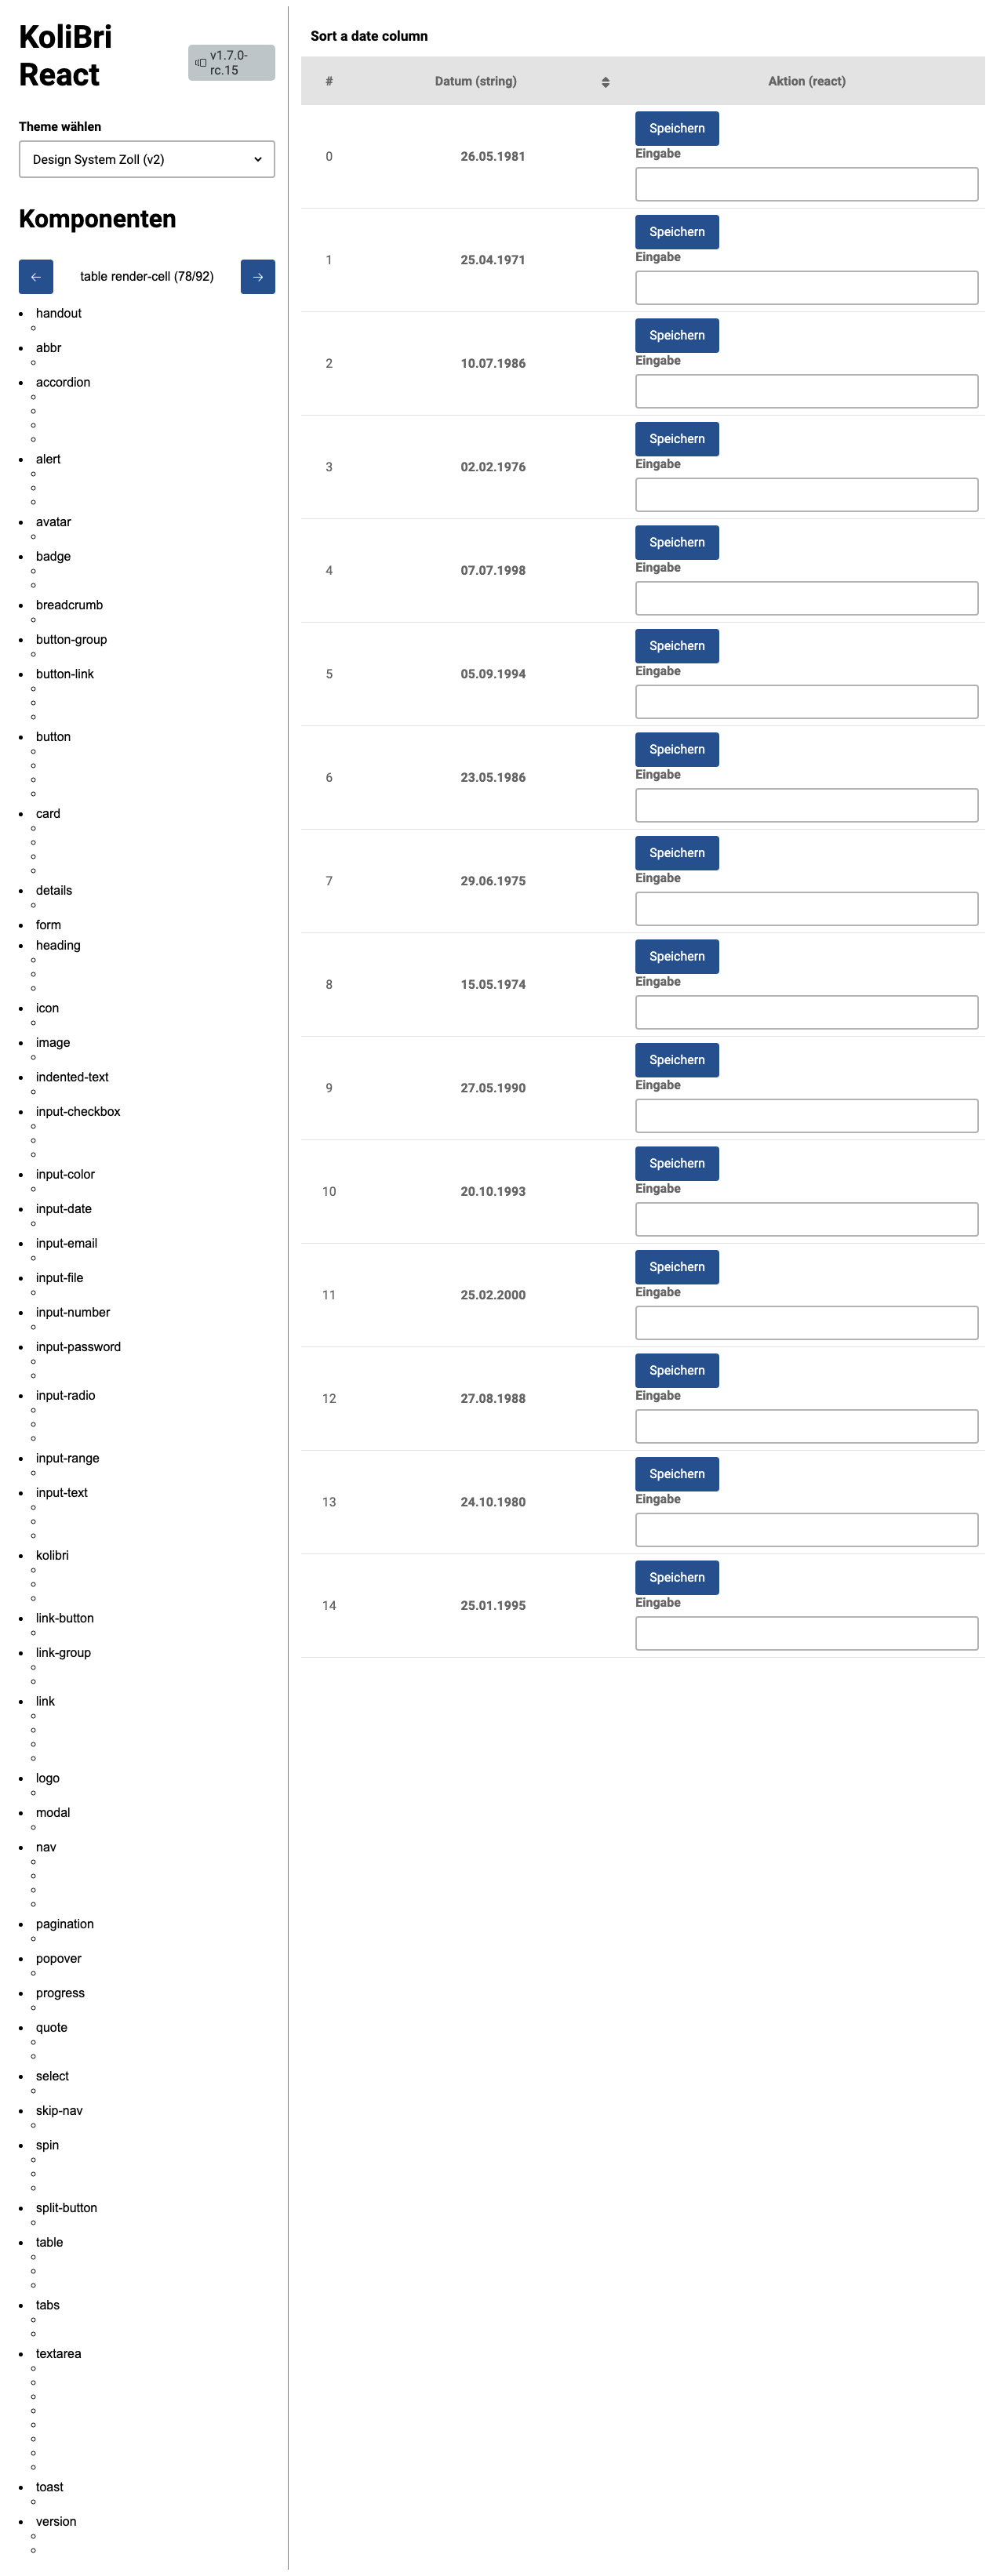 KoliBri
React
v1.7.0-
rc.15
Theme wählen
Design System Zoll (v2)
Komponenten
← table render-cell (78/92) →
handout
abbr
accordion
alert
avatar
badge
breadcrumb
button-group
button-link
button
card
details
form
heading
icon
image
indented-text
input-checkbox
input-color
input-date
input-email
input-file
input-number
input-password
input-radio
input-range
input-text
kolibri
link-button
link-group
link
logo
modal
nav
pagination
popover
progress
quote
select
skip-nav
spin
split-button
table
tabs
textarea
toast
version
Sort a date column
# Datum (string) Aktion (react)
Speichern
Eingabe
0 26.05.1981
Speichern
Eingabe
1 25.04.1971
Speichern
Eingabe
2 10.07.1986
Speichern
Eingabe
3 02.02.1976
Speichern
Eingabe
4 07.07.1998
Speichern
Eingabe
5 05.09.1994
Speichern
Eingabe
6 23.05.1986
Speichern
Eingabe
7 29.06.1975
Speichern
Eingabe
8 15.05.1974
Speichern
Eingabe
9 27.05.1990
Speichern
Eingabe
10 20.10.1993
Speichern
Eingabe
11 25.02.2000
Speichern
Eingabe
12 27.08.1988
Speichern
Eingabe
13 24.10.1980
Speichern
Eingabe
14 25.01.1995